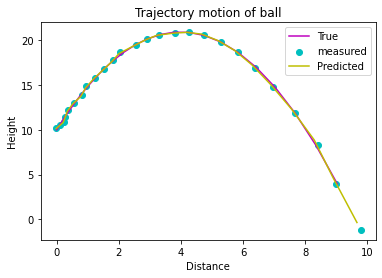 Trajectory motion of ball
True
measured
Predicted
Height
20
15
10
5
0
0
2
4
6
8
10
Distance